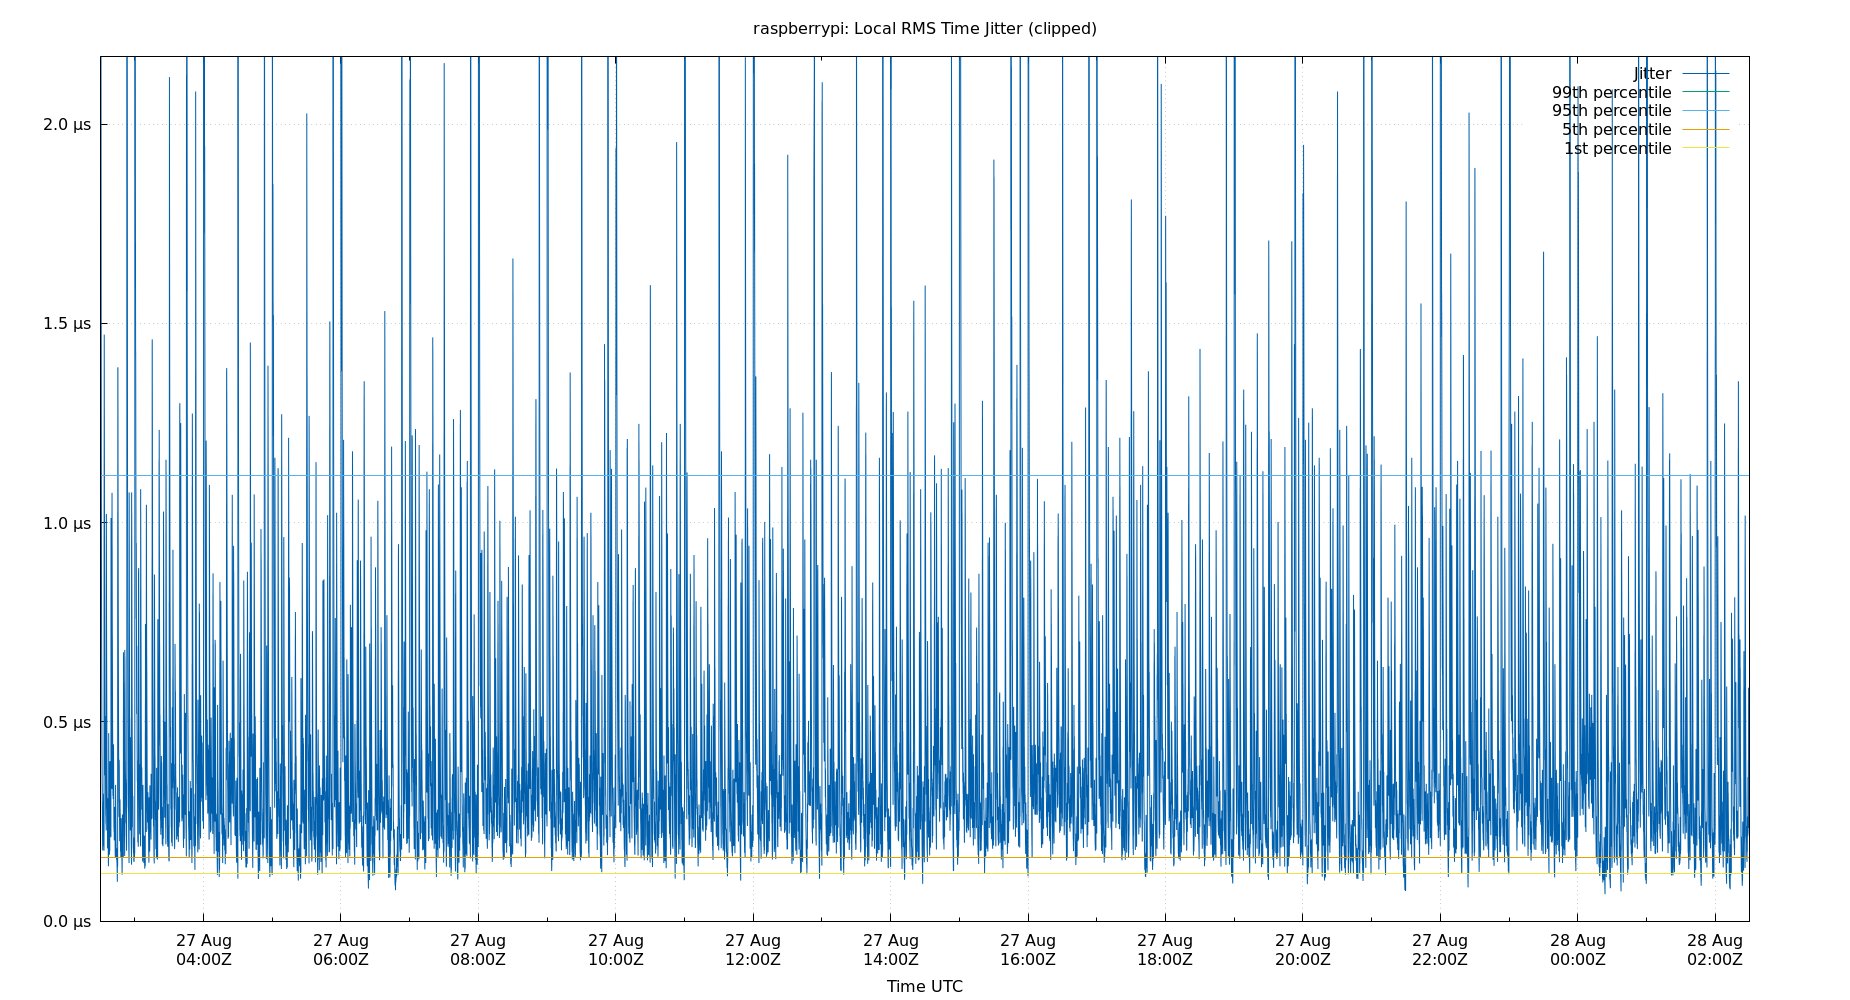 raspberrypi: Local RMS Time Jitter (clipped)
Jitter
99th percentile
95th percentile
5th percentile
1st percentile
2.0 µs
1.5 µs
1.0 µs
0.5 µs
0.0 µs
27 Aug 27 Aug 27 Aug 27 Aug 27 Aug 27 Aug 27 Aug 27 Aug 27 Aug 27 Aug 28 Aug 28 Aug
04:00Z 06:00Z 08:00Z 10:00Z 12:00Z 14:00Z 16:00Z 18:00Z 20:00Z 22:00Z 00:00Z 02:00Z
Time UTC